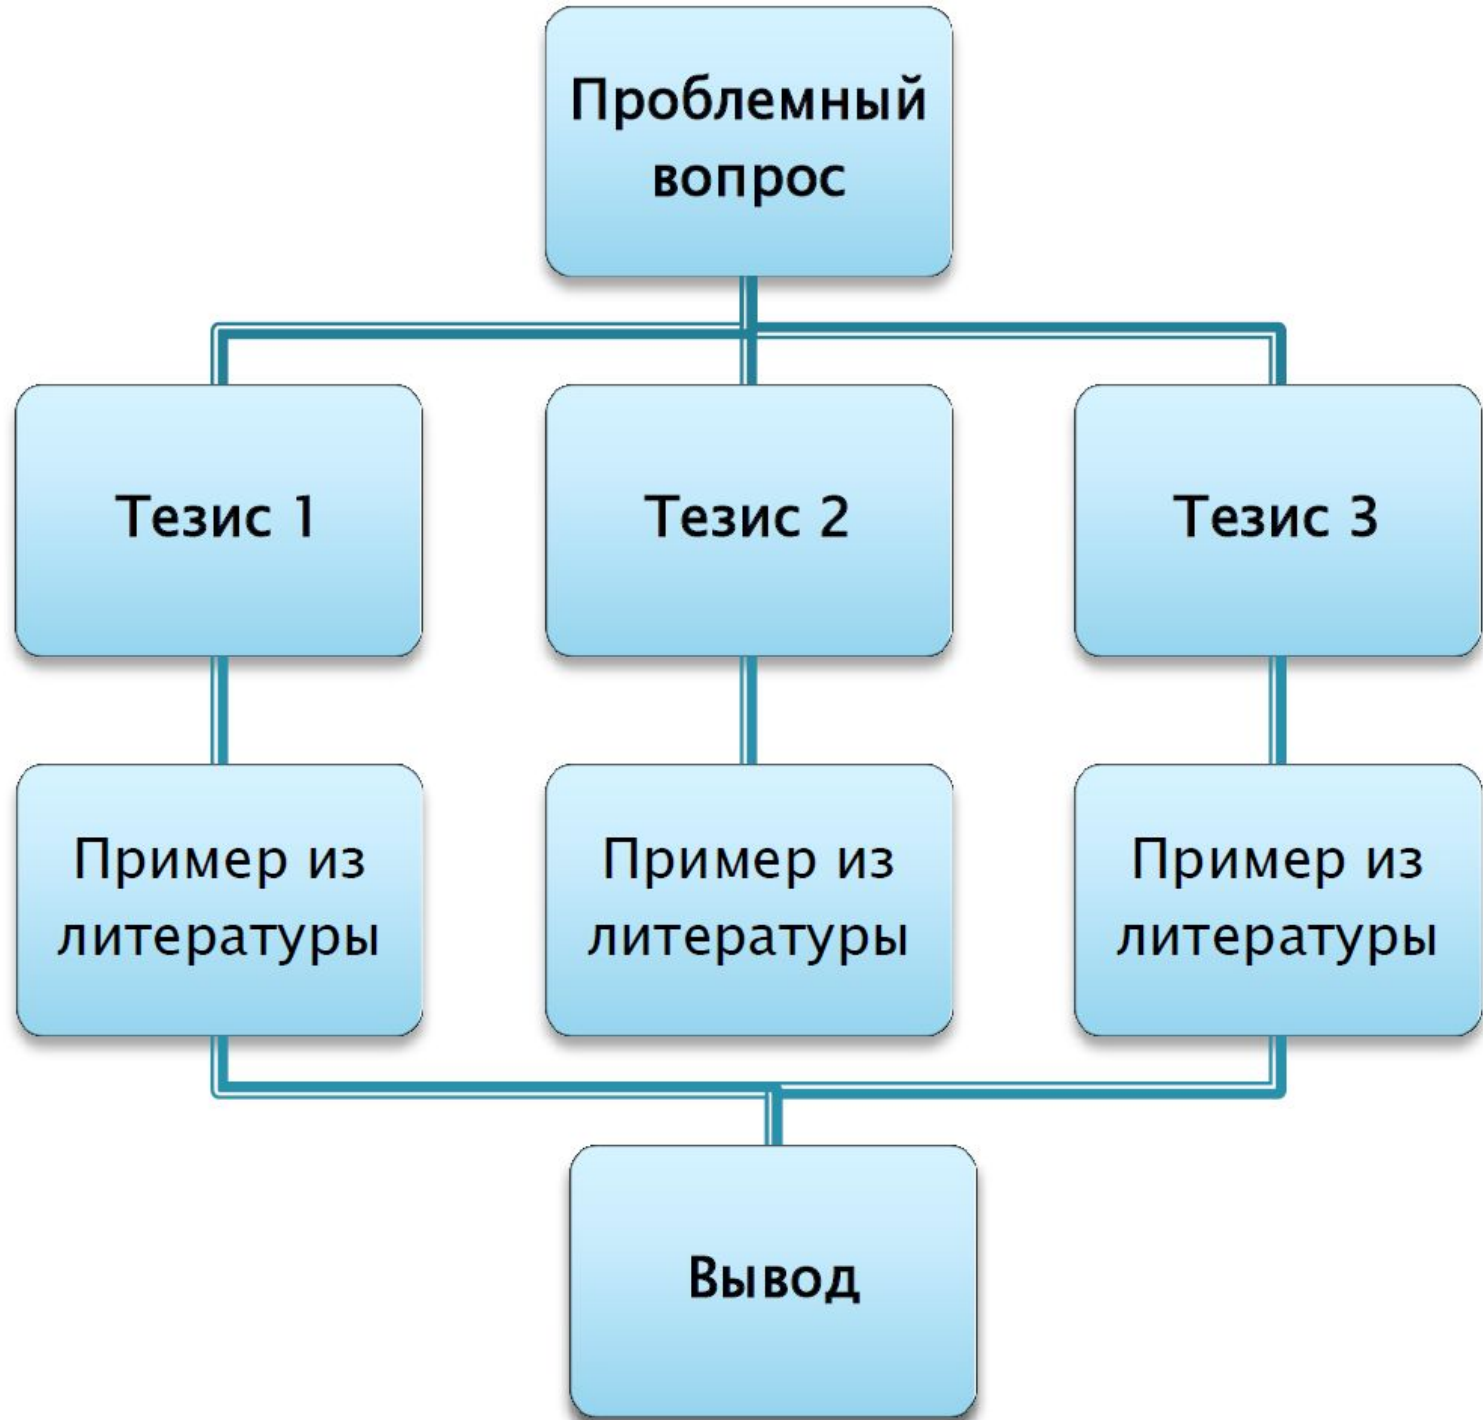 Проблемный
вопрос
Тезис 1
Тезис 2
Тезис 3
Пример из
литературы
Пример из
литературы
Пример из
литературы
Вывод